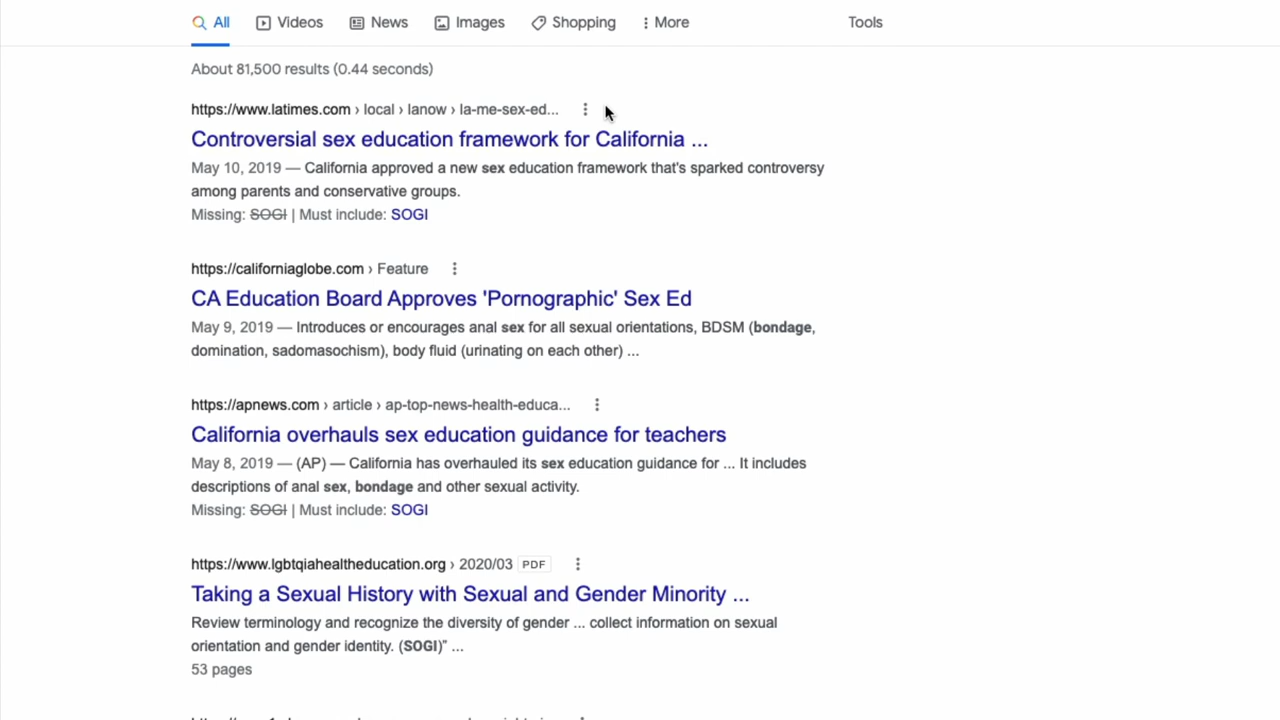 All Videos News Images Shopping More Tools
About 81,500 results (0.44 seconds)
https://www.latimes.com › local › lanow › la-me-sex-ed...
Controversial sex education framework for California ...
May 10, 2019 — California approved a new sex education framework that's sparked controversy
among parents and conservative groups.
Missing: SOGI | Must include: SOGI
https://californiaglobe.com › Feature
CA Education Board Approves 'Pornographic' Sex Ed
May 9, 2019 — Introduces or encourages anal sex for all sexual orientations, BDSM (bondage,
domination, sadomasochism), body fluid (urinating on each other) ...
https://apnews.com › article › ap-top-news-health-educa...
California overhauls sex education guidance for teachers
May 8, 2019 — (AP) — California has overhauled its sex education guidance for ... It includes
descriptions of anal sex, bondage and other sexual activity.
Missing: SOGI | Must include: SOGI
https://www.lgbtqiahealtheducation.org › 2020/03 PDF
Taking a Sexual History with Sexual and Gender Minority ...
Review terminology and recognize the diversity of gender ... collect information on sexual
orientation and gender identity. (SOGI)" ...
53 pages